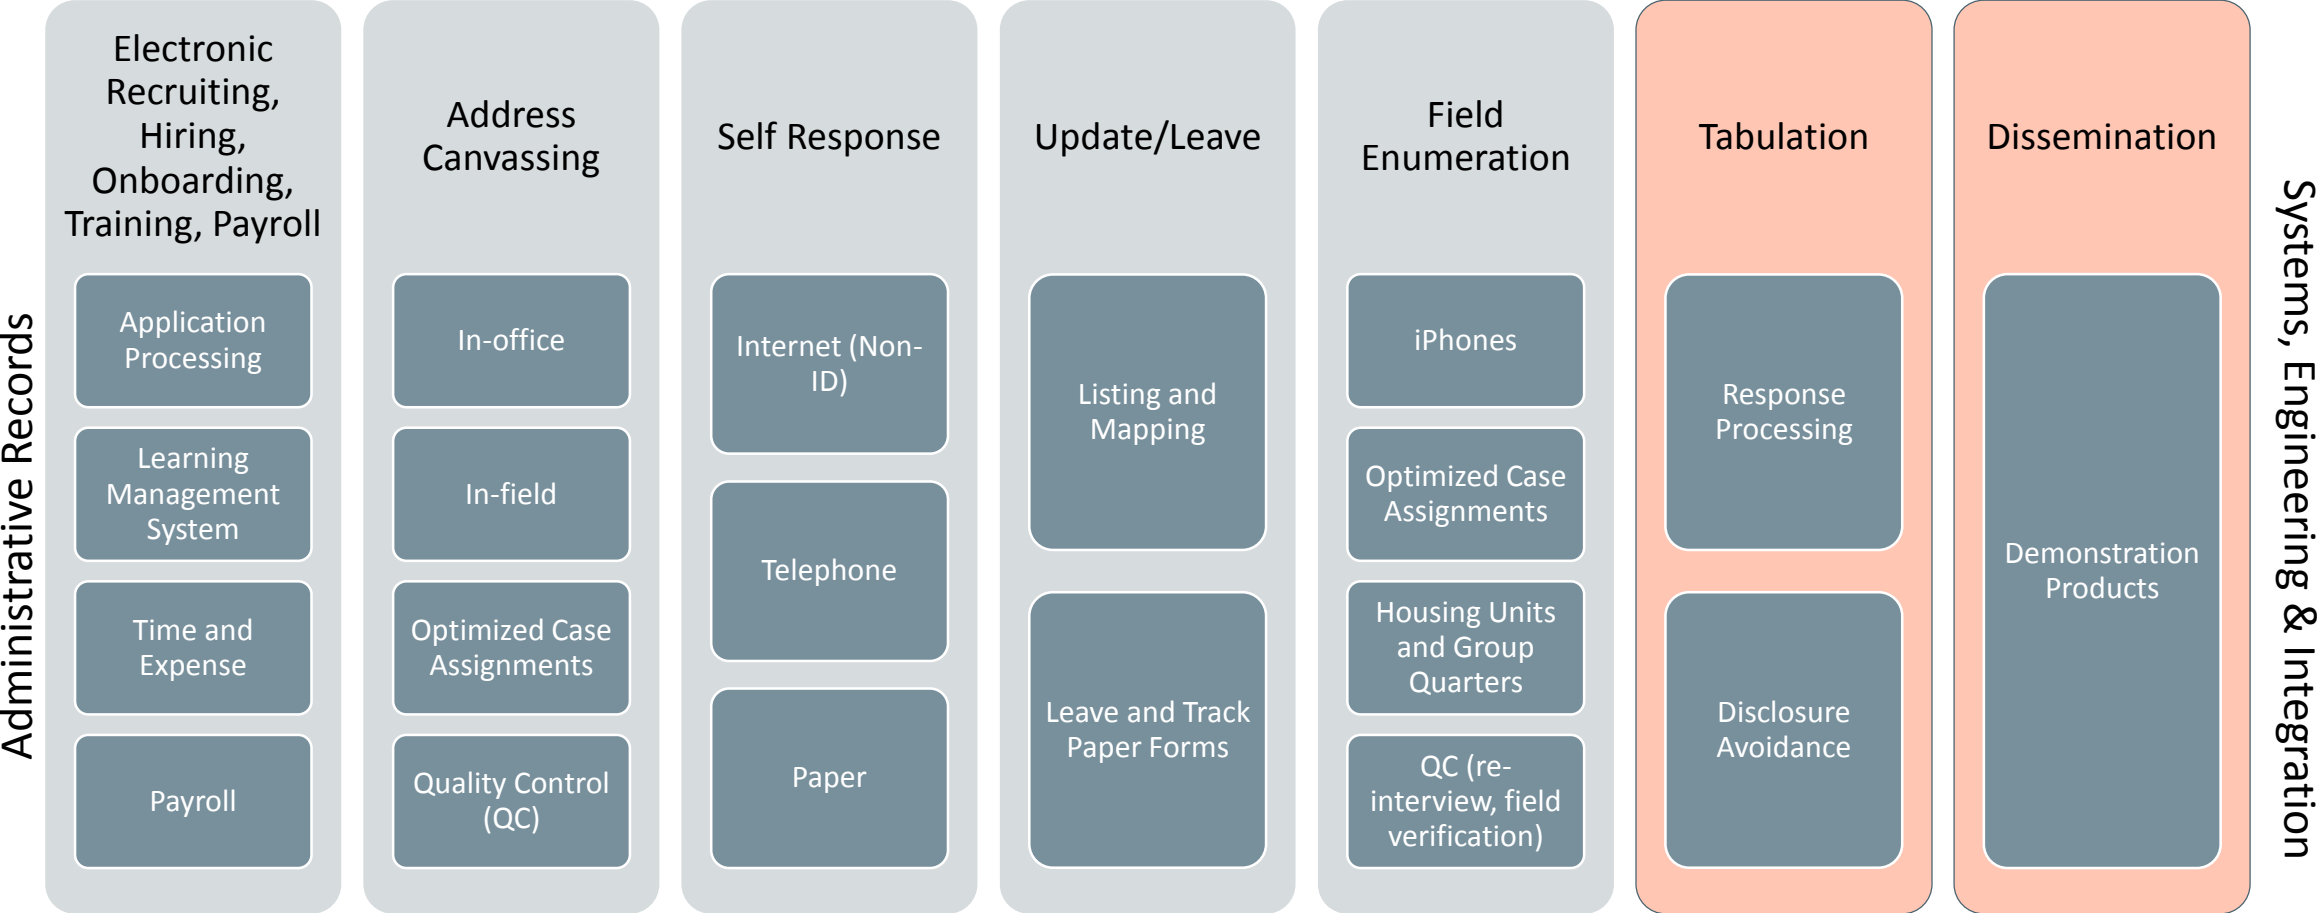 Administrative Records
Electronic
Recruiting,
Hiring,
Onboarding,
Training, Payroll
Application
Processing
Learning
Management
System
Time and
Expense
Payroll
Address
Canvassing
In-office
In-field
Optimized Case
Assignments
Quality Control
(QC)
Self Response
Internet (Non-
ID)
Telephone
Paper
Update/Leave
Listing and
Mapping
Leave and Track
Paper Forms
Field
Enumeration
iPhones
Optimized Case
Assignments
Housing Units
and Group
Quarters
QC (re-
interview, field
verification)
Tabulation
Response
Processing
Disclosure
Avoidance
Dissemination
Demonstration
Products
Systems, Engineering & Integration